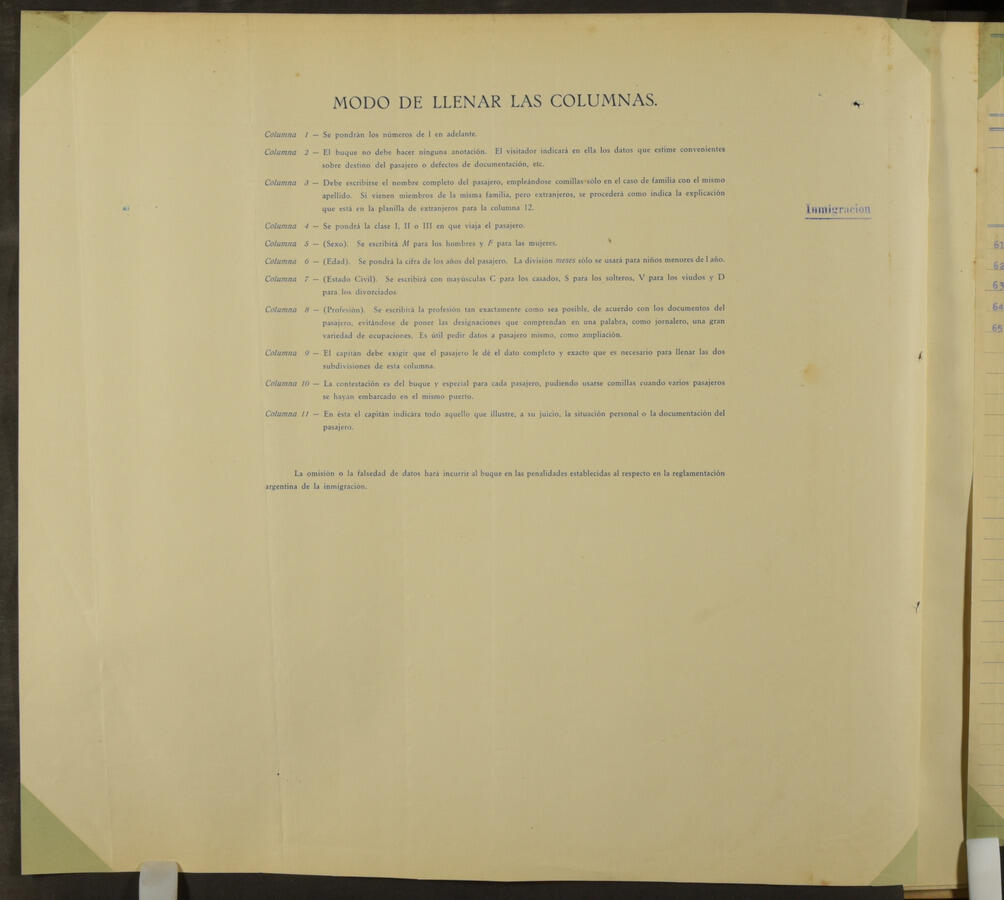 MODO DE LLENAR LAS COLUMNAS.
Columna 1 — Se pondrán los números de 1 en adelante.
Columna 2 — El buque no debe hacer ninguna anotación. El visitador indicará en ella los datos que estime convenientes
sobre destino del pasajero o defectos de documentación, etc.
Columna 3 — Debe escribirse el nombre completo del pasajero, empleándose comillas sólo en el caso de familia con el mismo
apellido. Si vienen miembros de la misma familia, pero extranjeros, se procederá como indica la explicación
que está en la planilla de extranjeros para la columna 12.
Inmigracion
Columna 4 — Se pondrá la clase I, II o III en que viaja el pasajero.
Columna 5 — (Sexo). Se escribirá M para los hombres y F para las mujeres.
Columna 6 — (Edad). Se pondrá la cifra de los años del pasajero. La división meses sólo se usará para niños menores de 1 año.
Columna 7 — (Estado Civil). Se escribirá con mayúsculas C para los casados, S para los solteros, V para los viudos y D
para los divorciados.
Columna 8 — (Profesión). Se escribirá la profesión tan exactamente como sea posible, de acuerdo con los documentos del
pasajero, evitándose de poner las designaciones que comprendan en una palabra, como jornalero, una gran
variedad de ocupaciones. Es útil pedir datos a pasajero mismo, como ampliación.
Columna 9 — El capitán debe exigir que el pasajero le dé el dato completo y exacto que es necesario para llenar las dos
subdivisiones de esta columna.
Columna 10 — La contestación es del buque y especial para cada pasajero, pudiendo usarse comillas cuando varios pasajeros
se hayan embarcado en el mismo puerto.
Columna 11 — En ésta el capitán indicára todo aquello que illustre, a su juicio, la situación personal o la documentación del
pasajero.
La omisión o la falsedad de datos hará incurrir al buque en las penalidades establecidas al respecto en la reglamentación
argentina de la inmigración.
61
62
63
64
65